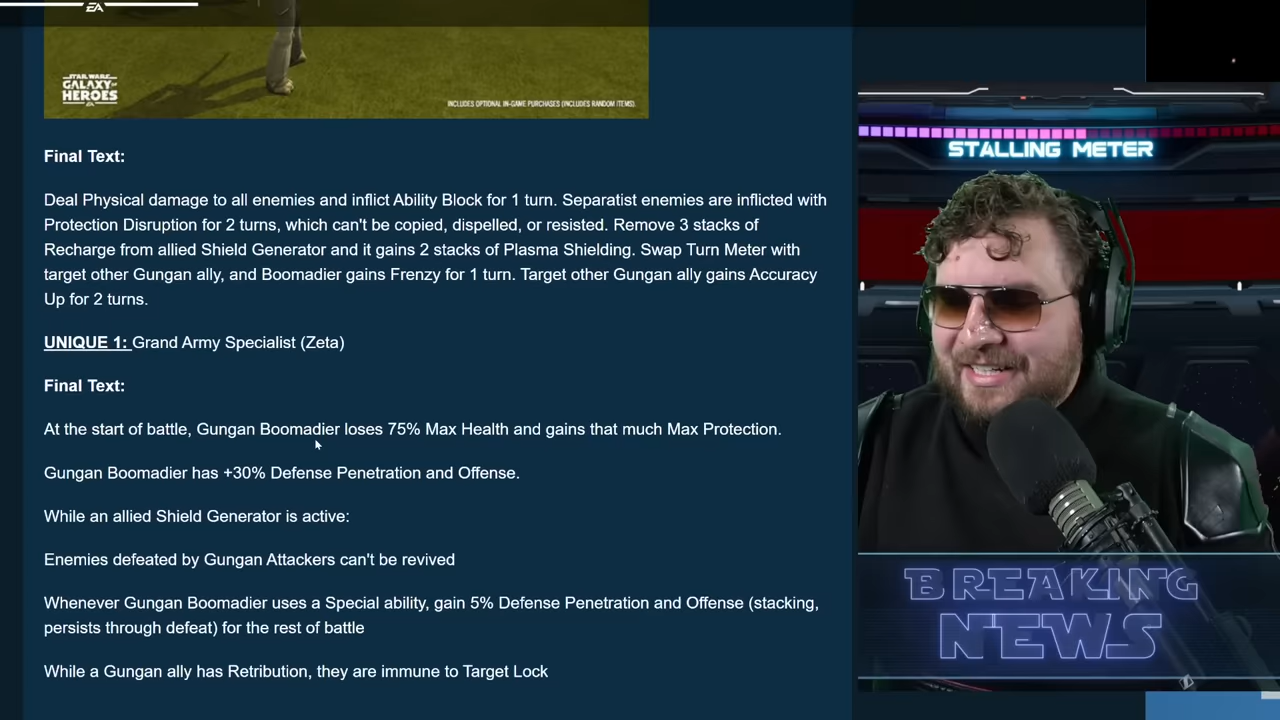 EA
STAR WARS
GALAXY OF
HEROES
EA
INCLUDES OPTIONAL IN-GAME PURCHASES (INCLUDES RANDOM ITEMS).
Final Text:
Deal Physical damage to all enemies and inflict Ability Block for 1 turn. Separatist enemies are inflicted with
Protection Disruption for 2 turns, which can't be copied, dispelled, or resisted. Remove 3 stacks of
Recharge from allied Shield Generator and it gains 2 stacks of Plasma Shielding. Swap Turn Meter with
target other Gungan ally, and Boomadier gains Frenzy for 1 turn. Target other Gungan ally gains Accuracy
Up for 2 turns.
UNIQUE 1: Grand Army Specialist (Zeta)
Final Text:
At the start of battle, Gungan Boomadier loses 75% Max Health and gains that much Max Protection.
Gungan Boomadier has +30% Defense Penetration and Offense.
While an allied Shield Generator is active:
Enemies defeated by Gungan Attackers can't be revived
Whenever Gungan Boomadier uses a Special ability, gain 5% Defense Penetration and Offense (stacking,
persists through defeat) for the rest of battle
While a Gungan ally has Retribution, they are immune to Target Lock
STALLING METER
BREAKING
NEWS